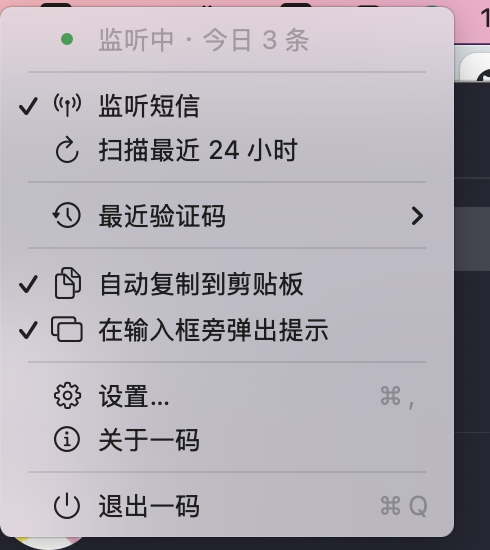 监听中 · 今日 3 条
监听短信
扫描最近 24 小时
最近验证码
自动复制到剪贴板
在输入框旁弹出提示
设置... ⌘ ,
关于一码
退出一码 ⌘ Q